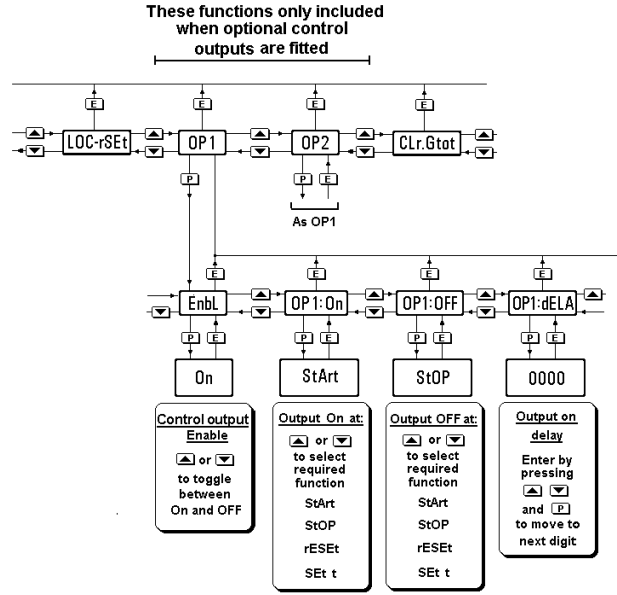 These functions only included
when optional control
outputs are fitted
E E E E
LOC-rSEt OP1 OP2 CLr.Gtot
P P E
As OP1
E E E E
EnbL OP1:On OP1:OFF OP1:dELA
P E P E P E P E
On StArt StOP 0000
Control output
Enable
or
to toggle
between
On and OFF
Output On at:
or
to select
required
function
StArt
StOP
rESEt
SEt t
Output OFF at:
or
to select
required
function
StArt
StOP
rESEt
SEt t
Output on
delay
Enter by
pressing
and P
to move to
next digit